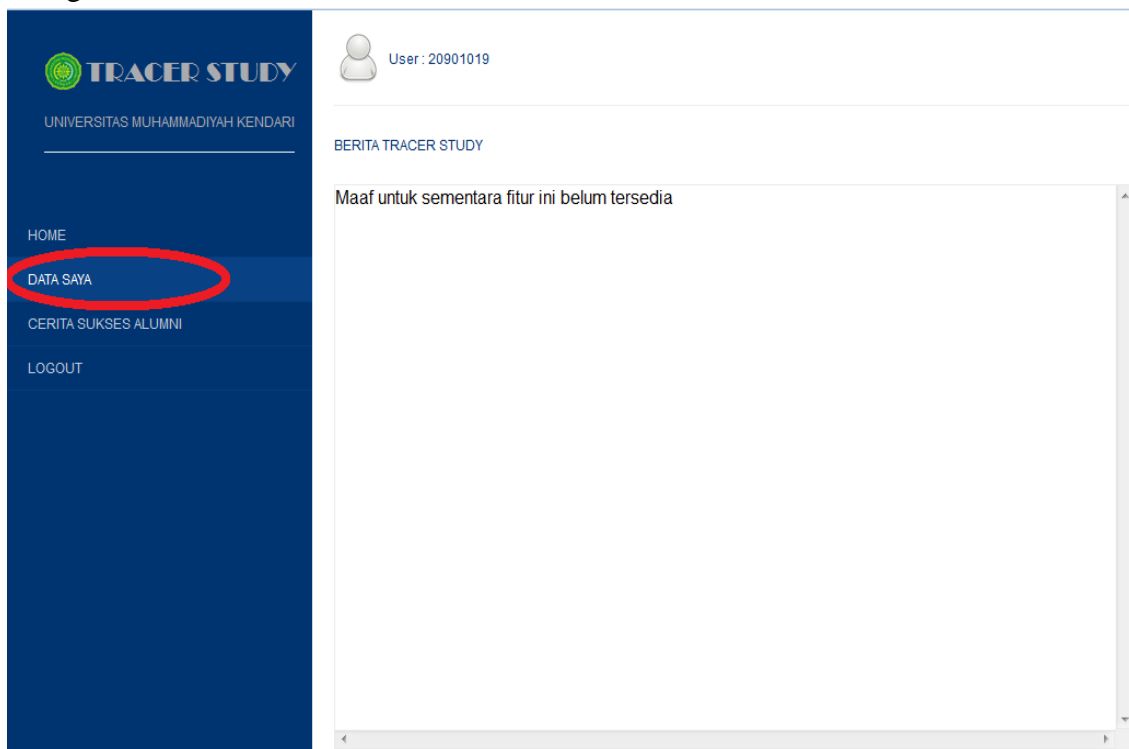 TRACER STUDY
UNIVERSITAS MUHAMMADIYAH KENDARI
HOME
DATA SAYA
CERITA SUKSES ALUMNI
LOGOUT
User : 20901019
BERITA TRACER STUDY
Maaf untuk sementara fitur ini belum tersedia